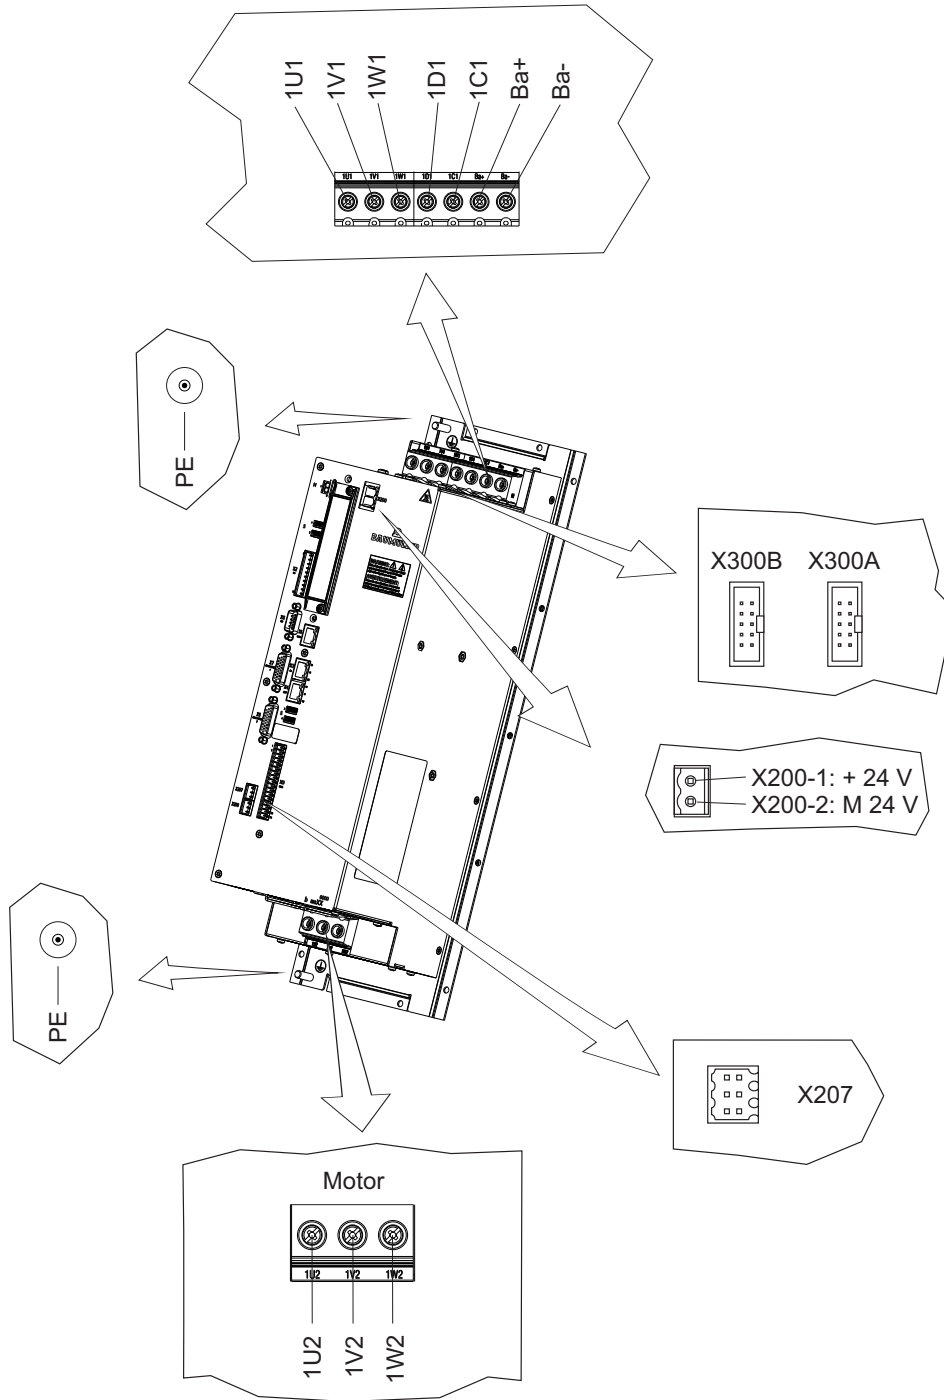 1U1
1V1
1W1
1D1
1C1
Ba+
Ba-
1U1 1V1 1W1 1D1 1C1 Ba+ Ba-
PE
X300B X300A
X200-1: + 24 V
X200-2: M 24 V
PE
X207
Motor
1U2 1V2 1W2
1U2
1V2
1W2